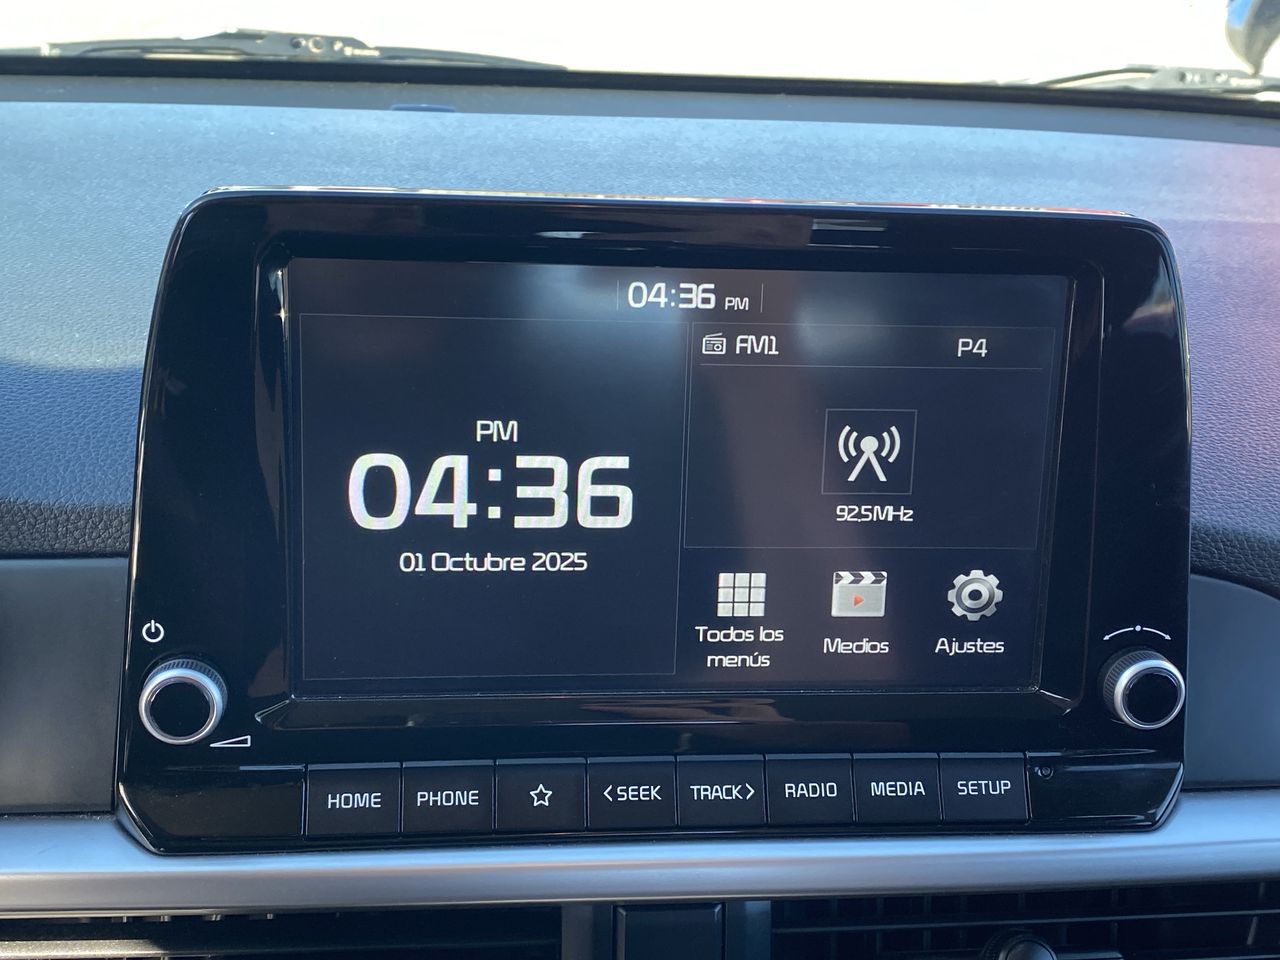 04:36 PM
FM1 P4
PM
04:36
01 Octubre 2025
92.5MHz
Todos los
menús
Medios
Ajustes
HOME
PHONE
<SEEK
TRACK>
RADIO
MEDIA
SETUP